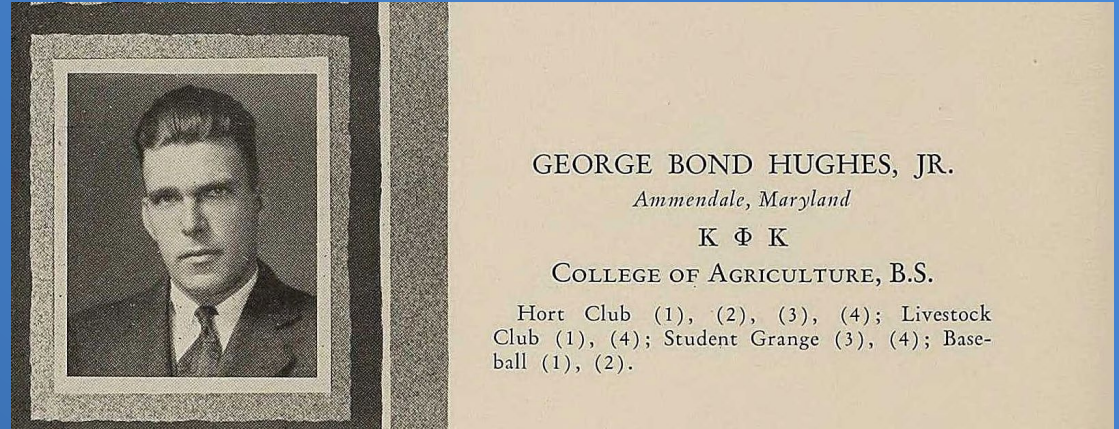 GEORGE BOND HUGHES, JR.
Ammendale, Maryland
Κ Φ Κ
COLLEGE OF AGRICULTURE, B.S.
Hort Club (1), (2), (3), (4); Livestock
Club (1), (4); Student Grange (3), (4); Base-
ball (1), (2).